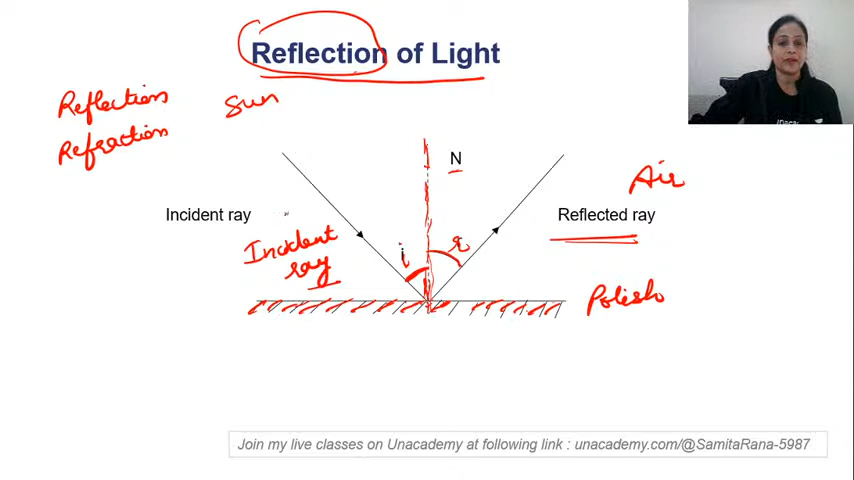 Reflection of Light
Reflections
Refraction
Sun
N
Air
Incident ray
Reflected ray
Incident
ray
i
r
Polish
Join my live classes on Unacademy at following link : unacademy.com/@SamitaRana-5987